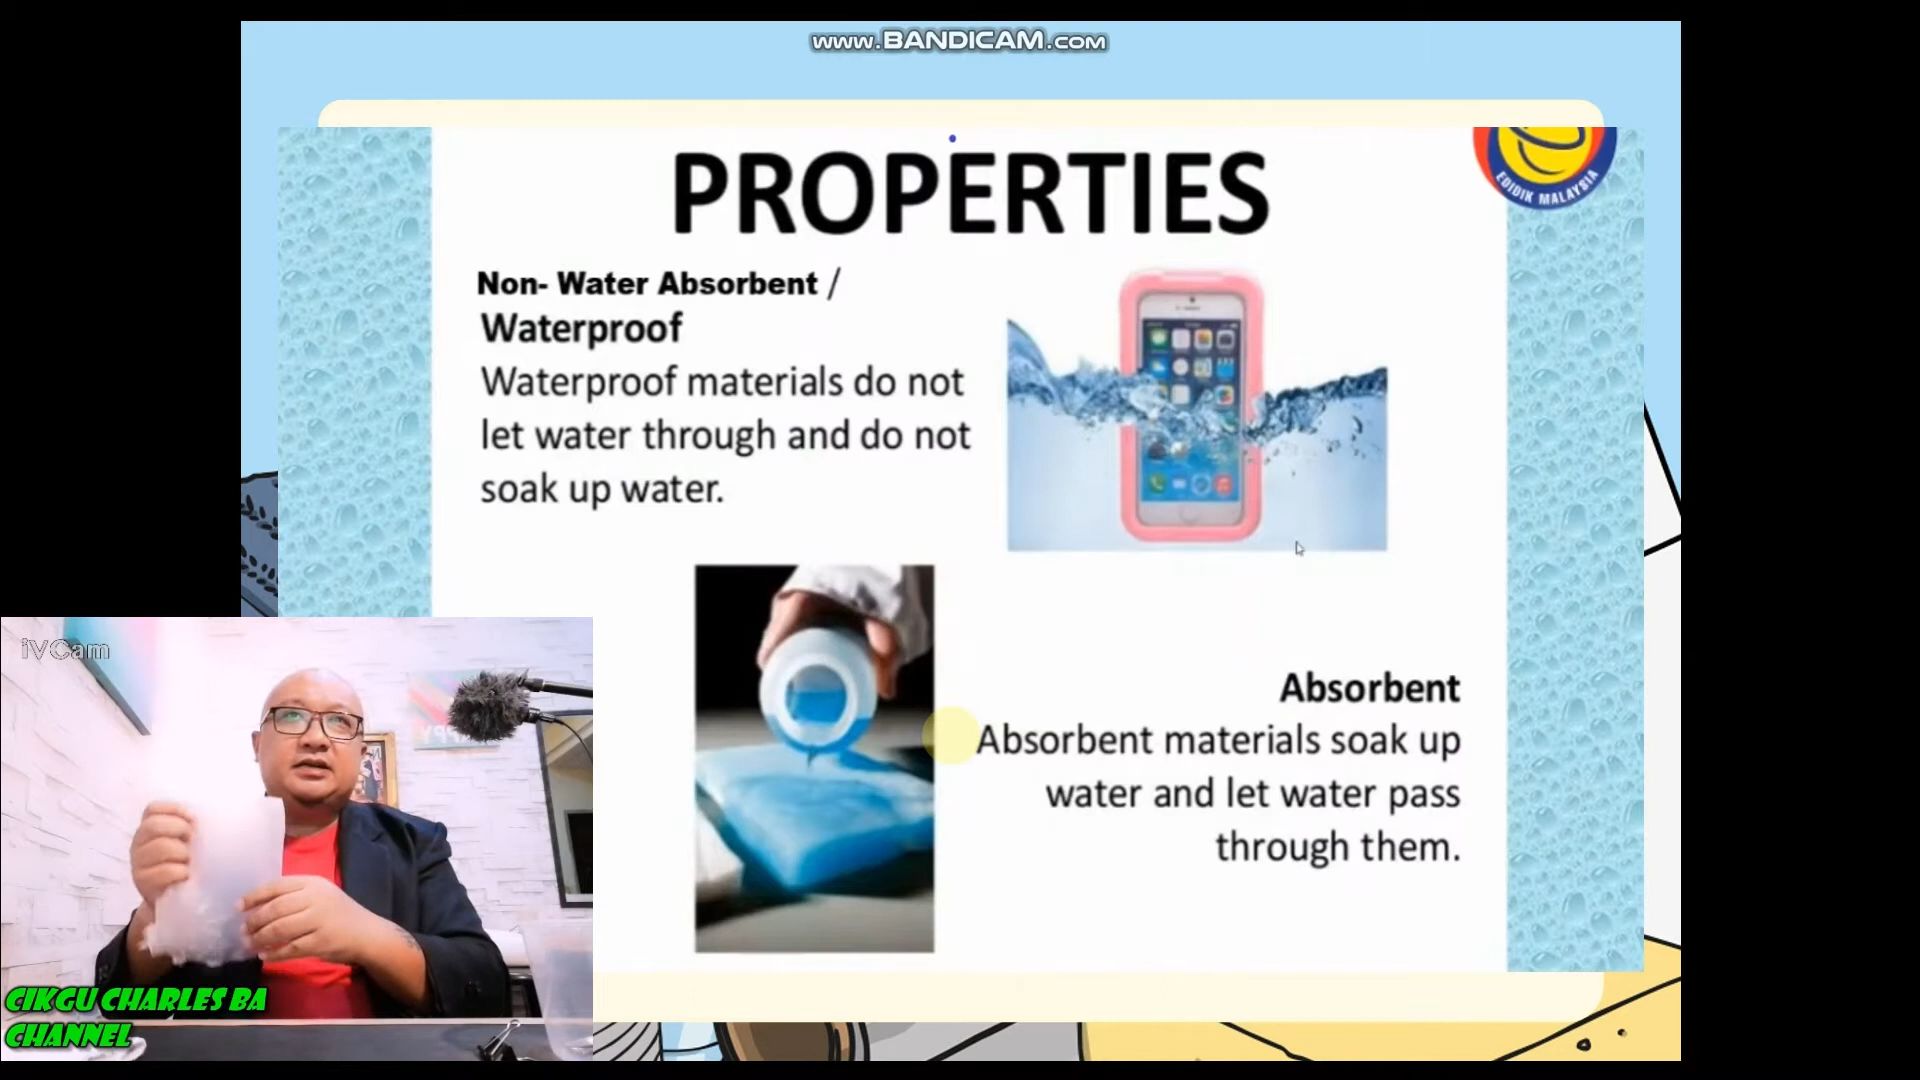 www.BANDICAM.com
EDIDIK MALAYSIA
PROPERTIES
Non- Water Absorbent /
Waterproof
Waterproof materials do not
let water through and do not
soak up water.
Absorbent
Absorbent materials soak up
water and let water pass
through them.
iVCam
CIKGU CHARLES BA
CHANNEL